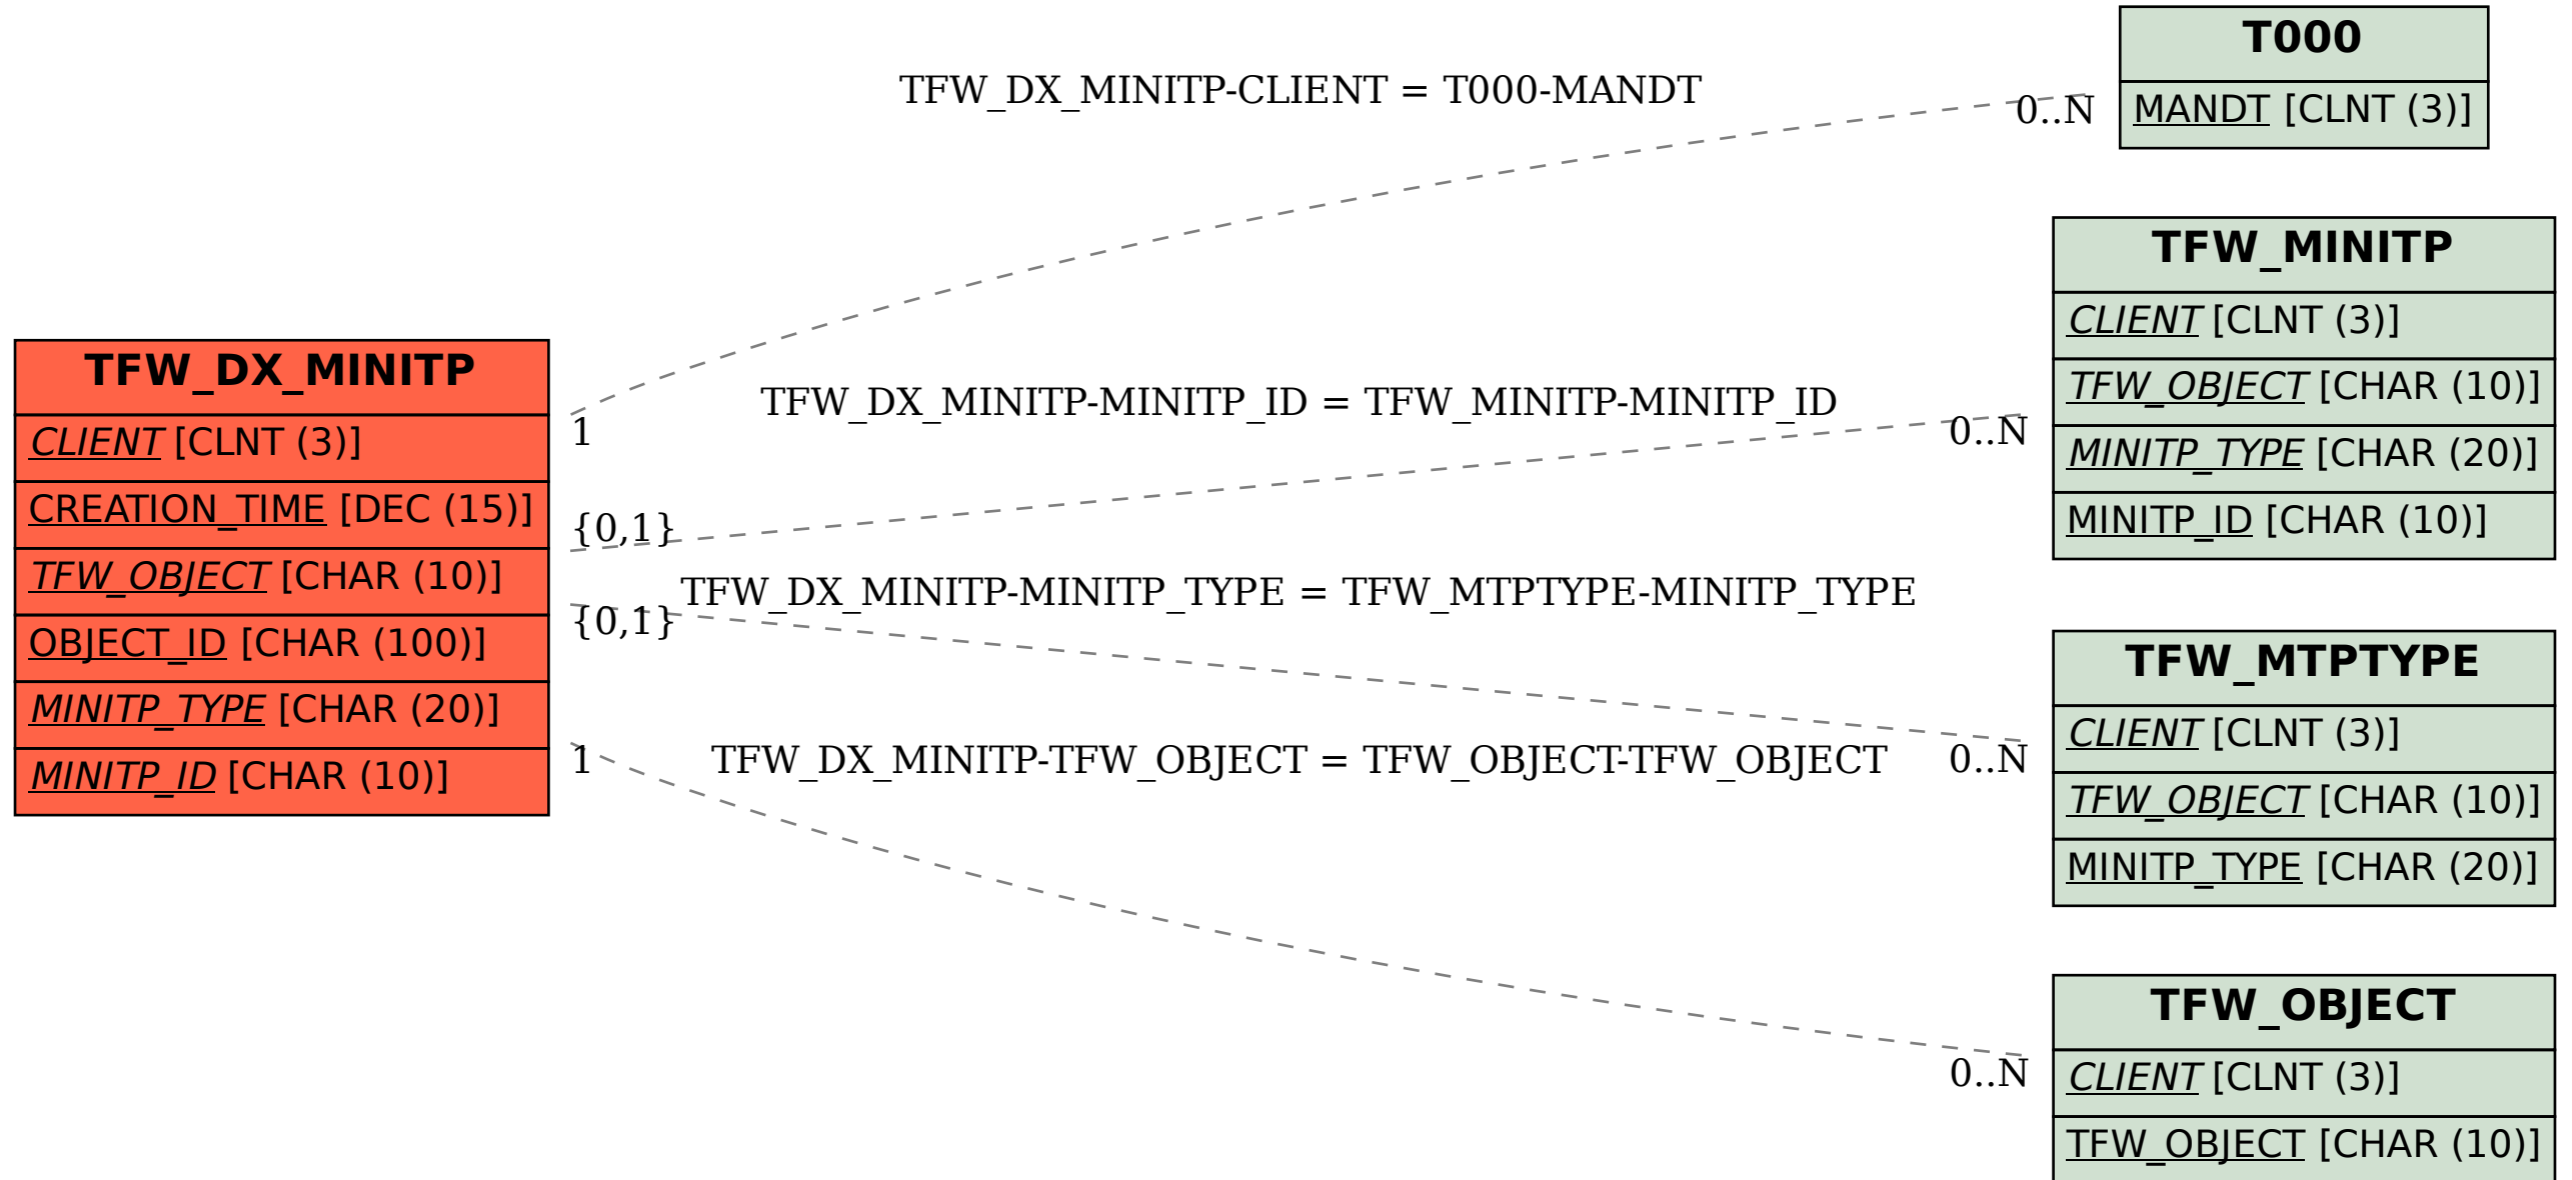 T000
MANDT [CLNT (3)]
TFW_DX_MINITP-CLIENT = T000-MANDT
0..N
1
TFW_MINITP
CLIENT [CLNT (3)]
TFW_OBJECT [CHAR (10)]
MINITP_TYPE [CHAR (20)]
MINITP_ID [CHAR (10)]
TFW_DX_MINITP-MINITP_ID = TFW_MINITP-MINITP_ID
0..N
{0,1}
TFW_DX_MINITP
CLIENT [CLNT (3)]
CREATION_TIME [DEC (15)]
TFW_OBJECT [CHAR (10)]
OBJECT_ID [CHAR (100)]
MINITP_TYPE [CHAR (20)]
MINITP_ID [CHAR (10)]
TFW_DX_MINITP-MINITP_TYPE = TFW_MTPTYPE-MINITP_TYPE
{0,1}
0..N
TFW_MTPTYPE
CLIENT [CLNT (3)]
TFW_OBJECT [CHAR (10)]
MINITP_TYPE [CHAR (20)]
TFW_DX_MINITP-TFW_OBJECT = TFW_OBJECT-TFW_OBJECT
1
0..N
TFW_OBJECT
CLIENT [CLNT (3)]
TFW_OBJECT [CHAR (10)]